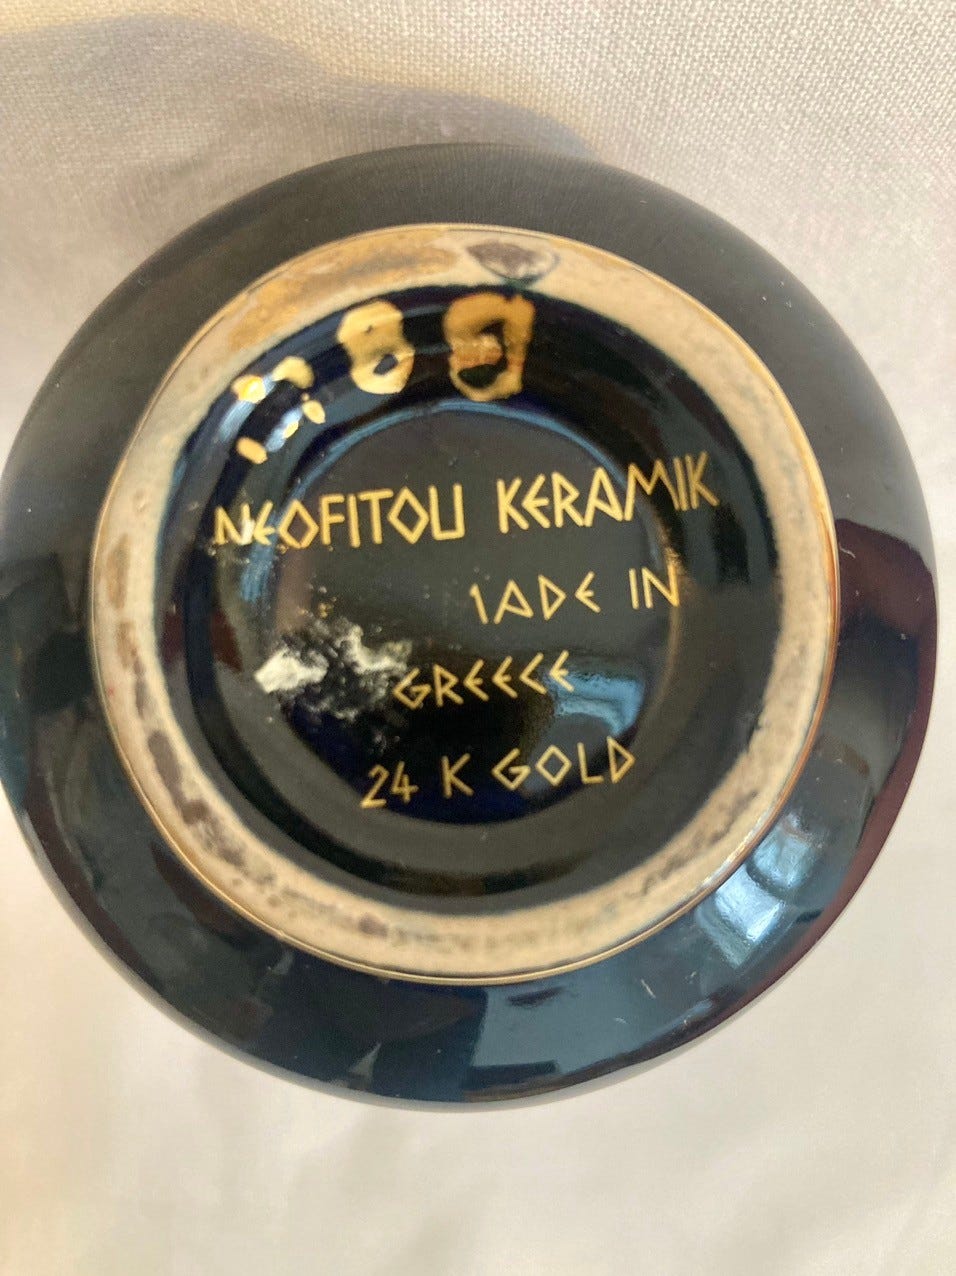 NEOFITOU KERAMIK
1ADE IN
GREECE
24 K GOLD